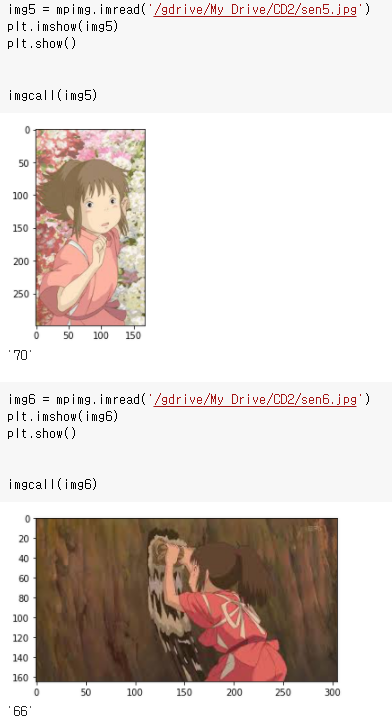 img5 = mpimg.imread('/gdrive/My Drive/CD2/sen5.jpg')
plt.imshow(img5)
plt.show()
imgcall(img5)
0
50
100
150
200
250
0 50 100 150
'70'
img6 = mpimg.imread('/gdrive/My Drive/CD2/sen6.jpg')
plt.imshow(img6)
plt.show()
imgcall(img6)
0
20
40
60
80
100
120
140
160
0 50 100 150 200 250 300
'66'